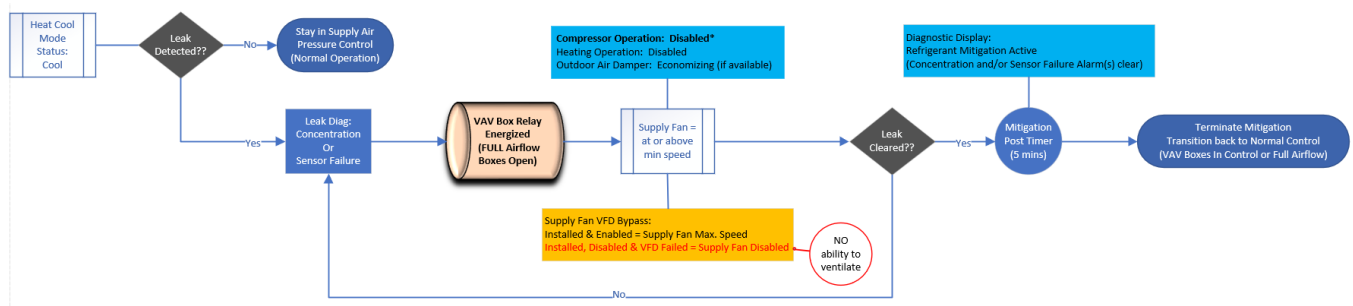 Heat Cool
Mode
Status:
Cool
Leak
Detected??
No
Stay in Supply Air
Pressure Control
(Normal Operation)
Yes
Leak Diag:
Concentration
Or
Sensor Failure
VAV Box Relay
Energized
(FULL Airflow
Boxes Open)
Compressor Operation: Disabled*
Heating Operation: Disabled
Outdoor Air Damper: Economizing (if available)
Supply Fan =
at or above
min speed
Supply Fan VFD Bypass:
Installed & Enabled = Supply Fan Max. Speed
Installed, Disabled & VFD Failed = Supply Fan Disabled
NO
ability to
ventilate
Leak
Cleared??
Yes
No
Diagnostic Display:
Refrigerant Mitigation Active
(Concentration and/or Sensor Failure Alarm(s) clear)
Mitigation
Post Timer
(5 mins)
Terminate Mitigation
Transition back to Normal Control
(VAV Boxes In Control or Full Airflow)